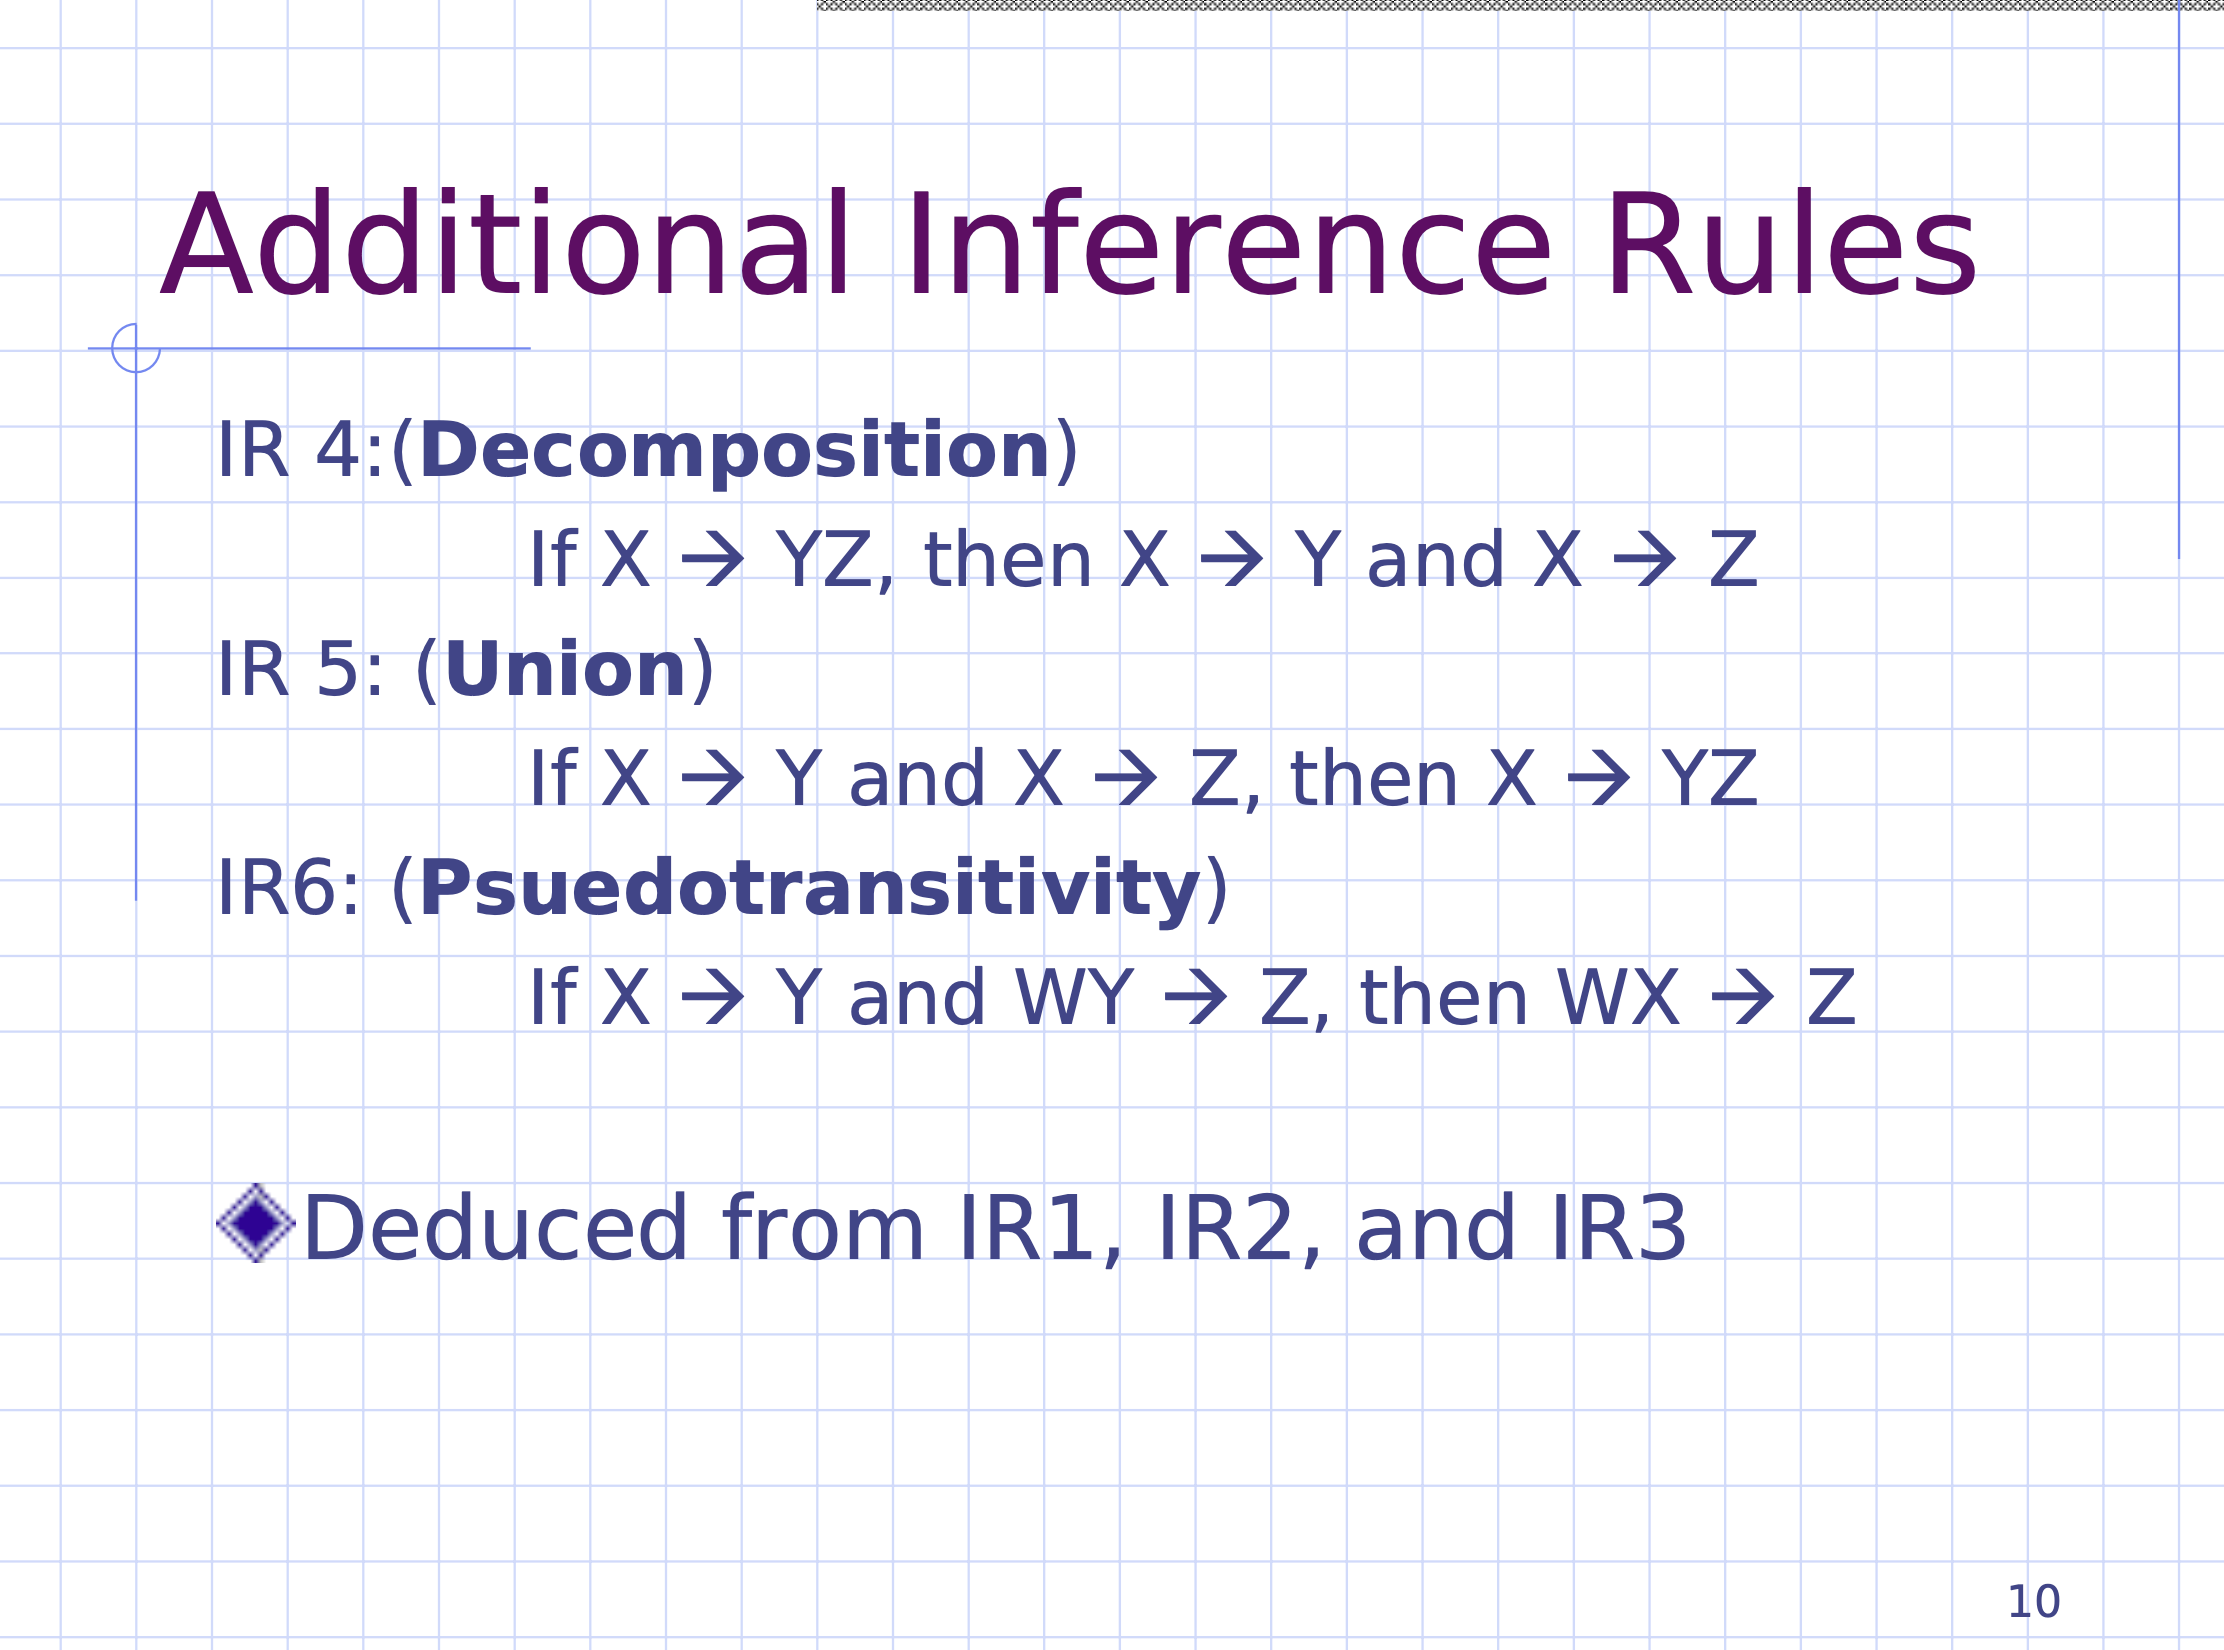 Additional Inference Rules
IR 4:(Decomposition)
If X → YZ, then X → Y and X → Z
IR 5: (Union)
If X → Y and X → Z, then X → YZ
IR6: (Psuedotransitivity)
If X → Y and WY → Z, then WX → Z
Deduced from IR1, IR2, and IR3
10